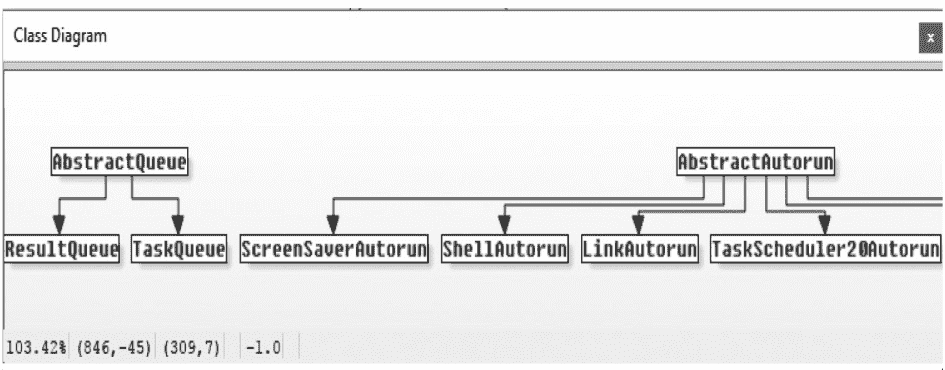 Class Diagram
x
AbstractQueue AbstractAutorun
ResultQueue TaskQueue ScreenSaverAutorun ShellAutorun LinkAutorun TaskScheduler20Autorun
103.42% (846,-45) (309,7) -1.0